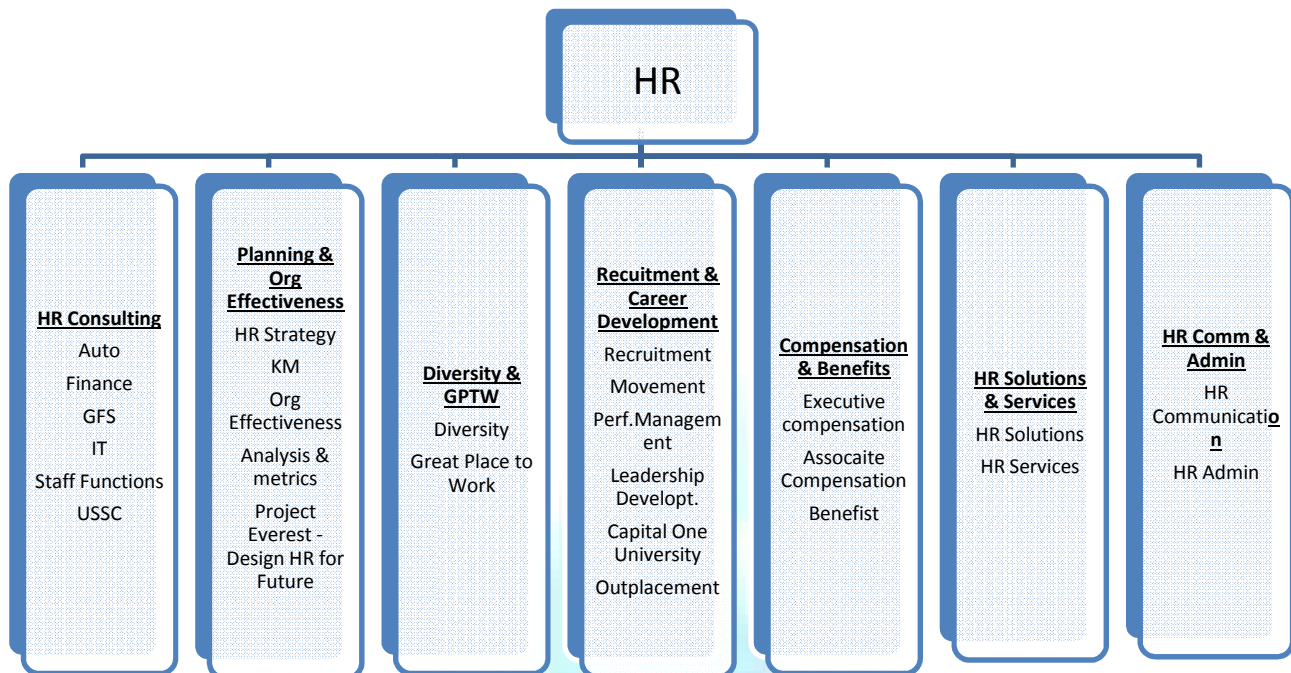 HR
HR Consulting
Auto
Finance
GFS
IT
Staff Functions
USSC
Planning &
Org
Effectiveness
HR Strategy
KM
Org
Effectiveness
Analysis &
metrics
Project
Everest -
Design HR for
Future
Diversity &
GPTW
Diversity
Great Place to
Work
Recuitment &
Career
Development
Recruitment
Movement
Perf.Managem
ent
Leadership
Developt.
Capital One
University
Outplacement
Compensation
& Benefits
Executive
compensation
Assocaite
Compensation
Benefist
HR Solutions
& Services
HR Solutions
HR Services
HR Comm &
Admin
HR
Communicatio
n
HR Admin